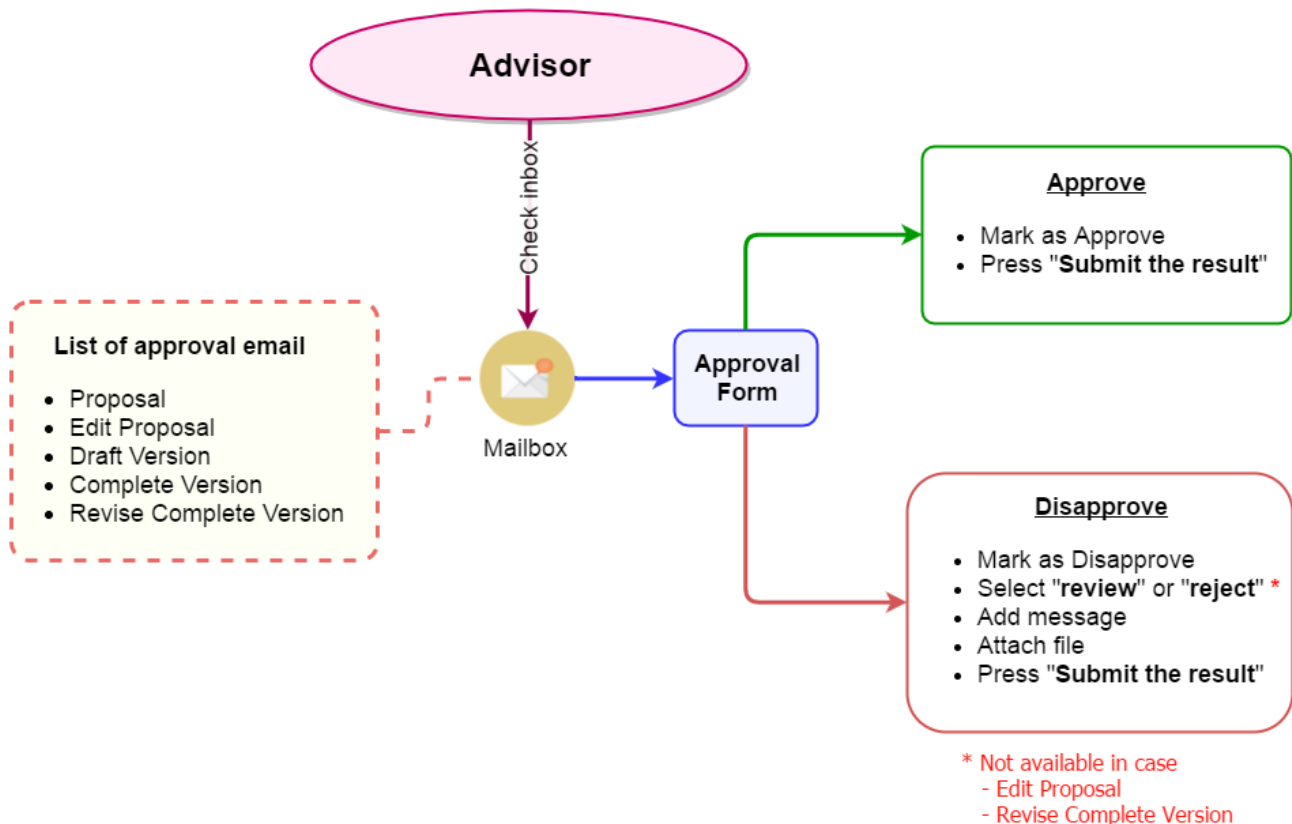 Advisor
Check inbox
List of approval email
• Proposal
• Edit Proposal
• Draft Version
• Complete Version
• Revise Complete Version
Mailbox
Approval
Form
Approve
• Mark as Approve
• Press "Submit the result"
Disapprove
• Mark as Disapprove
• Select "review" or "reject" *
• Add message
• Attach file
• Press "Submit the result"
* Not available in case
- Edit Proposal
- Revise Complete Version